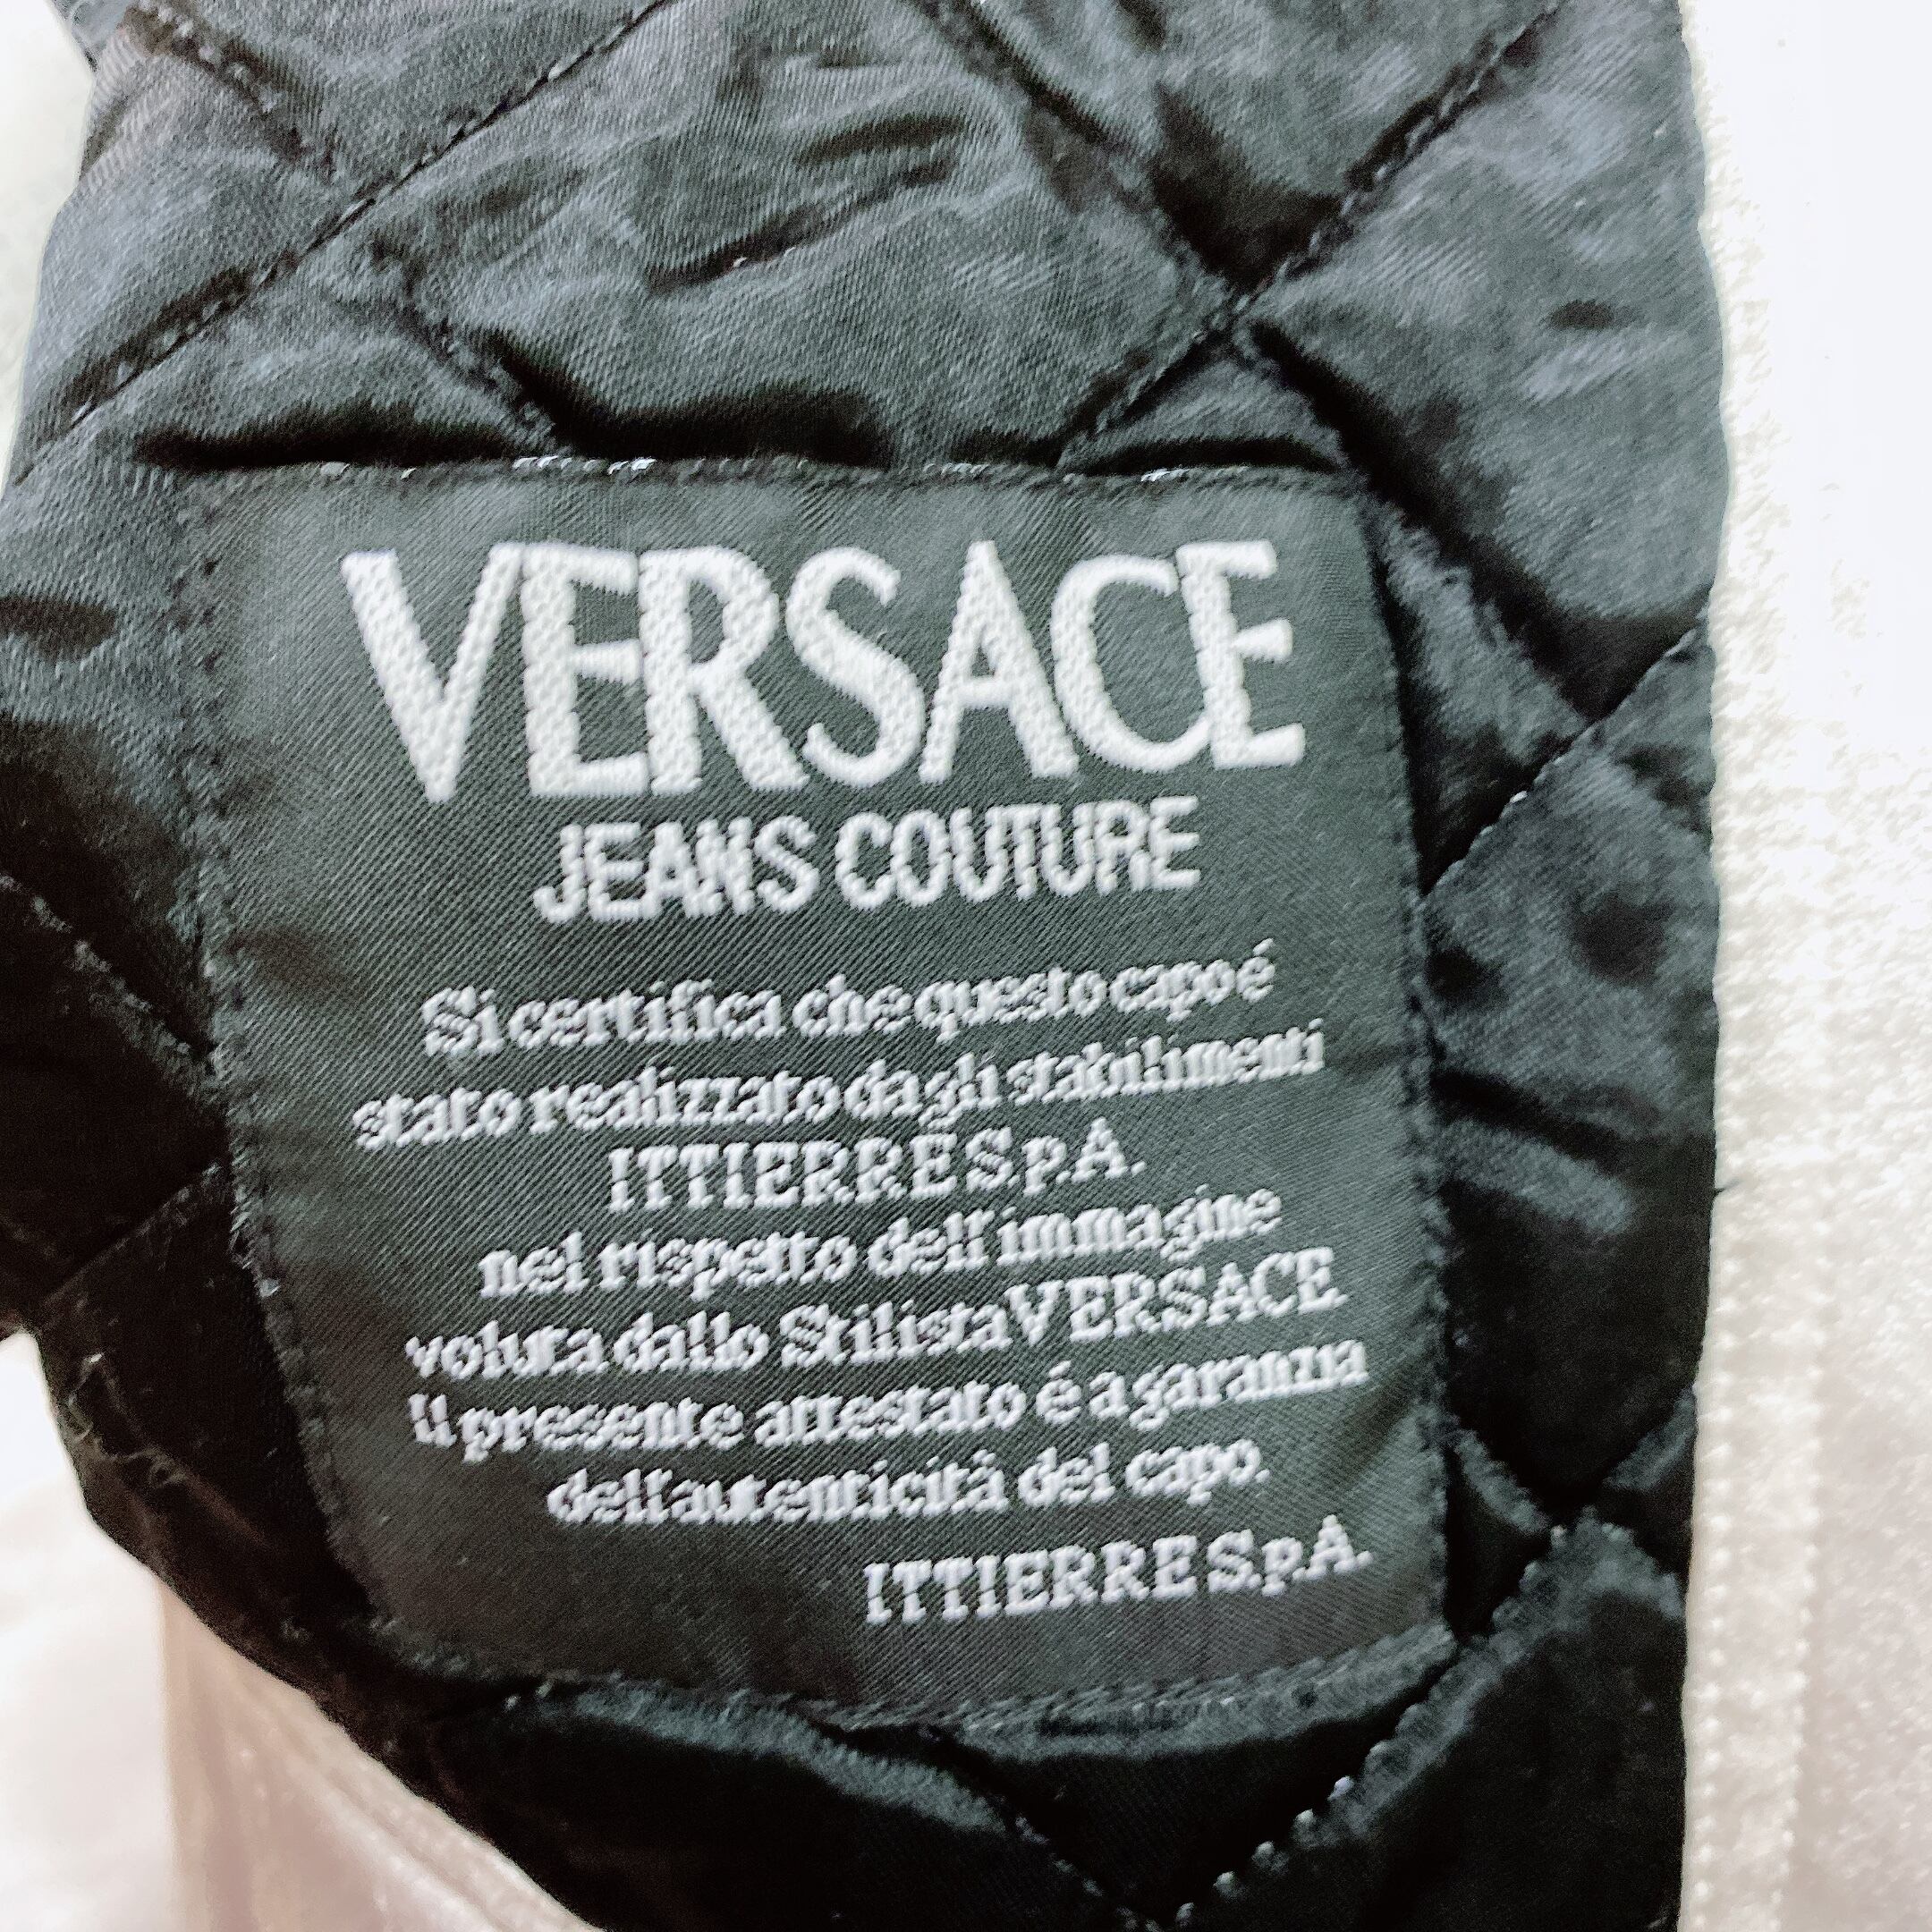 VERSACE
JEANS COUTURE
Si certifica che questo capo é
stato realizzato dagli stabilimenti
ITTIERRE S.p.A.
nel rispetto dell'immagine
voluta dallo Stilista VERSACE
Il presente attestato é a garanzia
dell'autenticitá del capo.
ITTIERRE S.p.A.